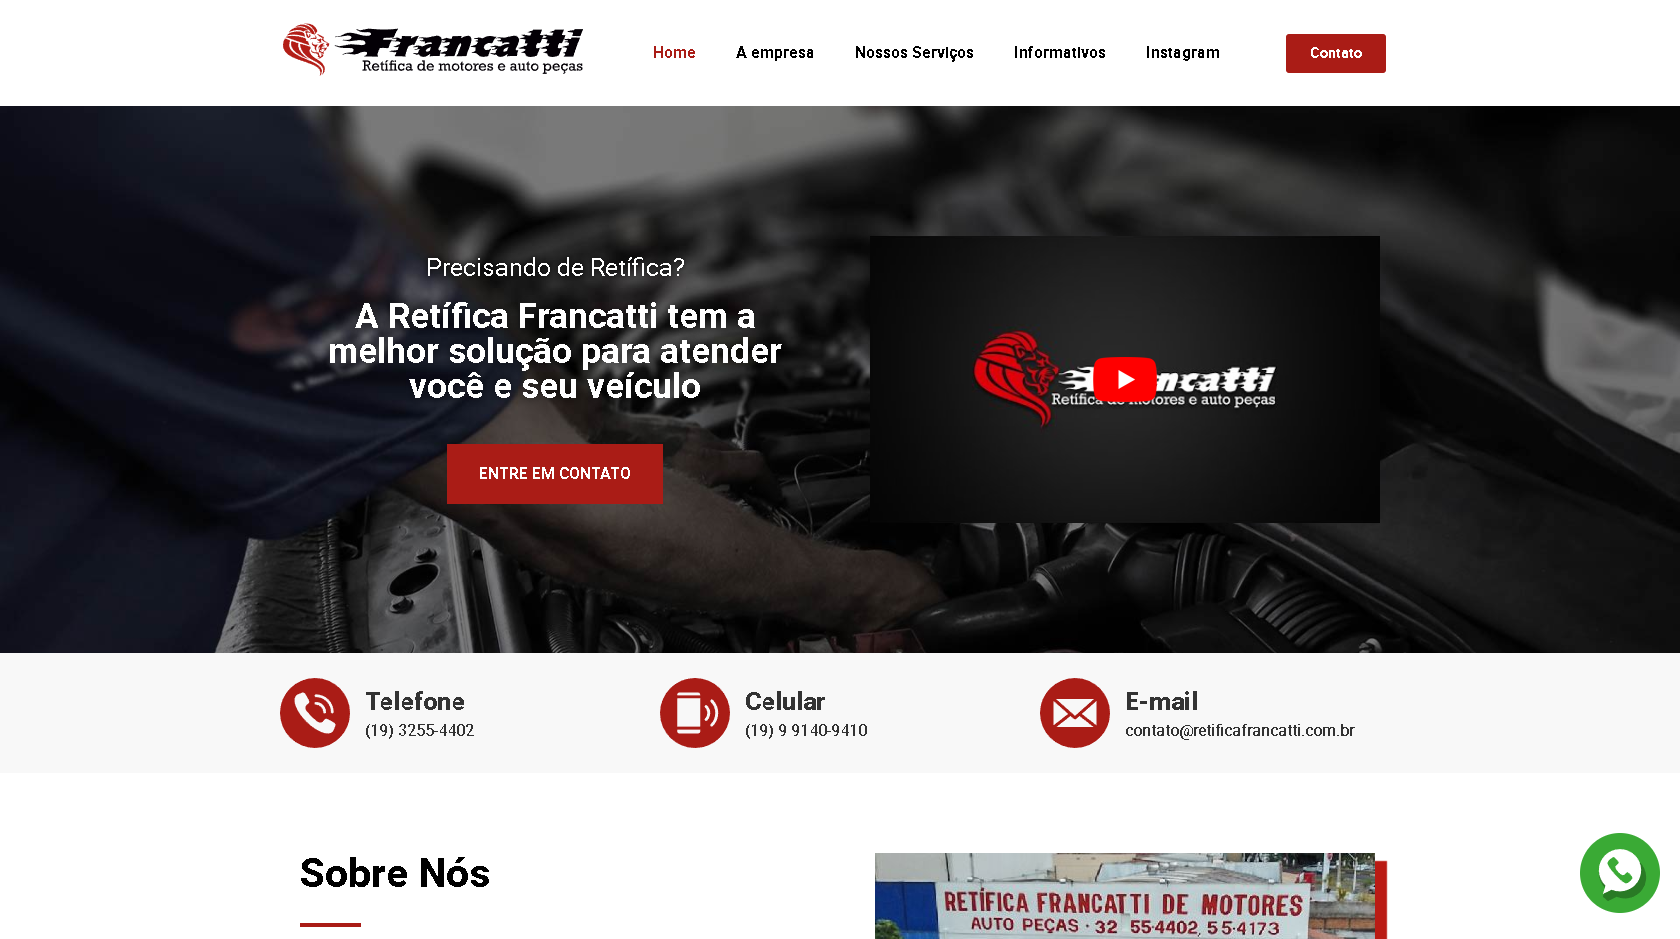 Francatti
Retífica de motores e auto peças
Home
A empresa
Nossos Serviços
Informativos
Instagram
Contato
Precisando de Retífica?
A Retífica Francatti tem a
melhor solução para atender
você e seu veículo
ENTRE EM CONTATO
ncatti
Retífica de motores e auto peças
Telefone
(19) 3255-4402
Celular
(19) 9 9140-9410
E-mail
contato@retificafrancatti.com.br
Sobre Nós
RETÍFICA FRANCATTI DE MOTORES
AUTO PEÇAS · 32 55-4402, 55-4173